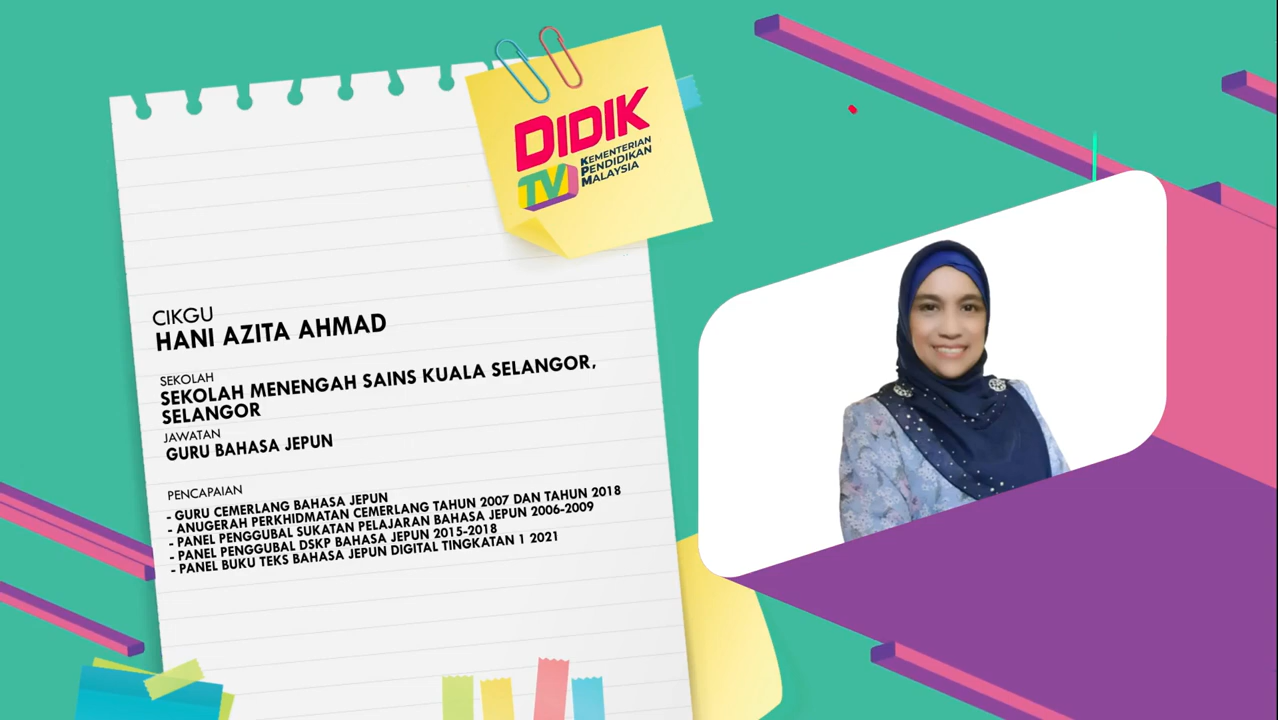 DIDIK
TV
KEMENTERIAN
PENDIDIKAN
MALAYSIA
CIKGU
HANI AZITA AHMAD
SEKOLAH
SEKOLAH MENENGAH SAINS KUALA SELANGOR,
SELANGOR
JAWATAN
GURU BAHASA JEPUN
PENCAPAIAN
- GURU CEMERLANG BAHASA JEPUN
- ANUGERAH PERKHIDMATAN CEMERLANG TAHUN 2007 DAN TAHUN 2018
- PANEL PENGGUBAL SUKATAN PELAJARAN BAHASA JEPUN 2006-2009
- PANEL PENGGUBAL DSKP BAHASA JEPUN 2015-2018
- PANEL BUKU TEKS BAHASA JEPUN DIGITAL TINGKATAN 1 2021